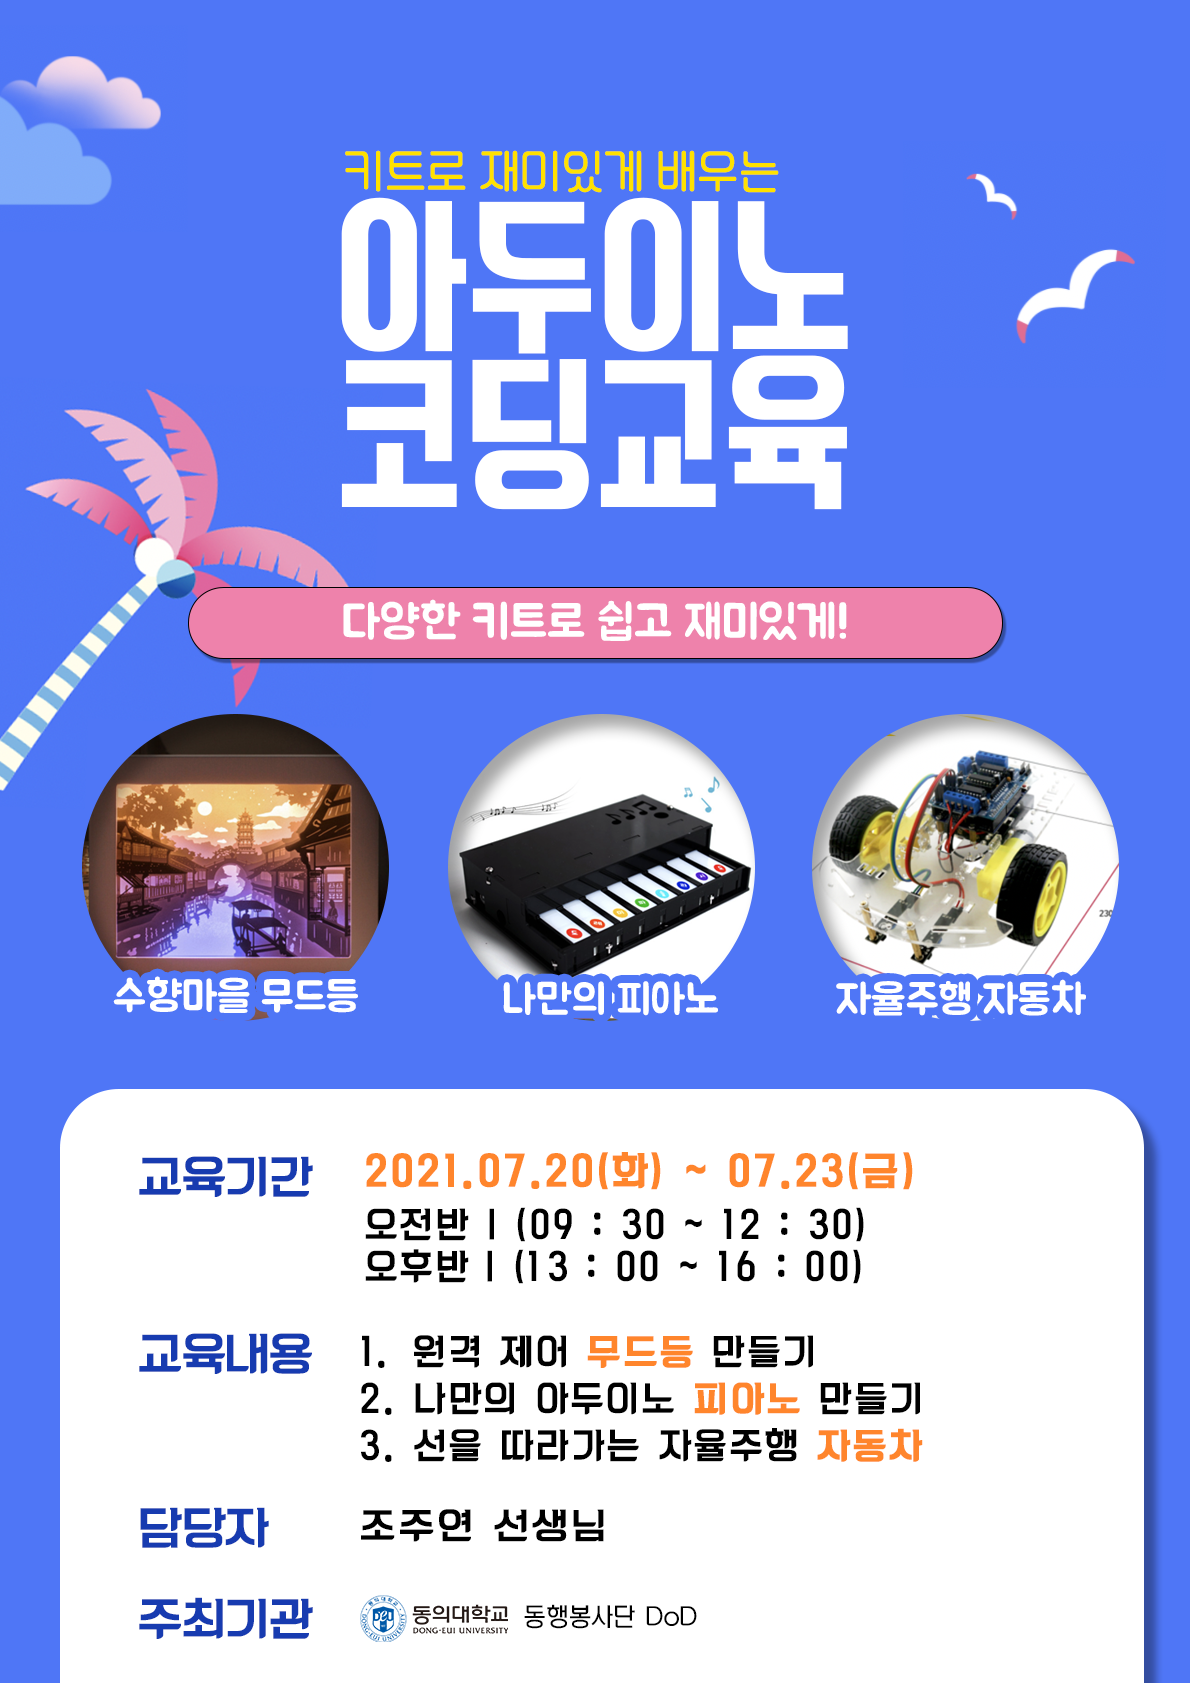 키트로 재미있게 배우는
아두이노
코딩교육
다양한 키트로 쉽고 재미있게!
수향마을 무드등
나만의 피아노
자율주행 자동차
230
교육기간
2021.07.20(화) ~ 07.23(금)
오전반 | (09 : 30 ~ 12 : 30)
오후반 | (13 : 00 ~ 16 : 00)
교육내용
1. 원격 제어 무드등 만들기
2. 나만의 아두이노 피아노 만들기
3. 선을 따라가는 자율주행 자동차
담당자
조주연 선생님
주최기관
동의대학교
DONG-EUI UNIVERSITY
동행봉사단 DoD